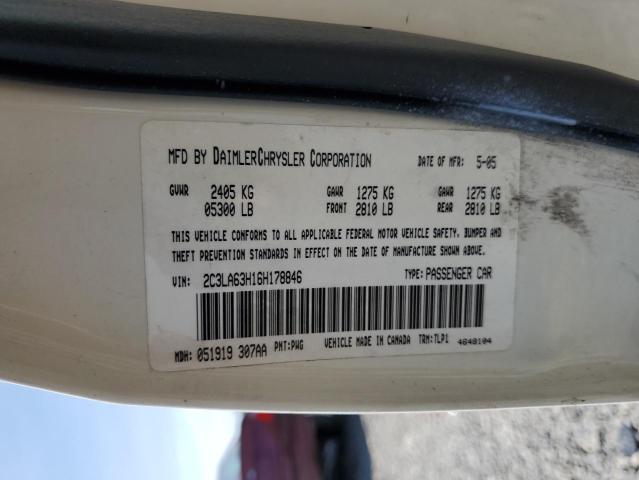 MFD BY DAIMLERCHRYSLER CORPORATION DATE OF MFR: 5-05
GVWR 2405 KG GAWR 1275 KG GAWR 1275 KG
05300 LB FRONT 2810 LB REAR 2810 LB
THIS VEHICLE CONFORMS TO ALL APPLICABLE FEDERAL MOTOR VEHICLE SAFETY, BUMPER AND
THEFT PREVENTION STANDARDS IN EFFECT ON THE DATE OF MANUFACTURE SHOWN ABOVE.
VIN: 2C3LA63H16H178846 TYPE: PASSENGER CAR
MDH: 051919 307AA PNT: PWG VEHICLE MADE IN CANADA TRM: TLP1 4648104